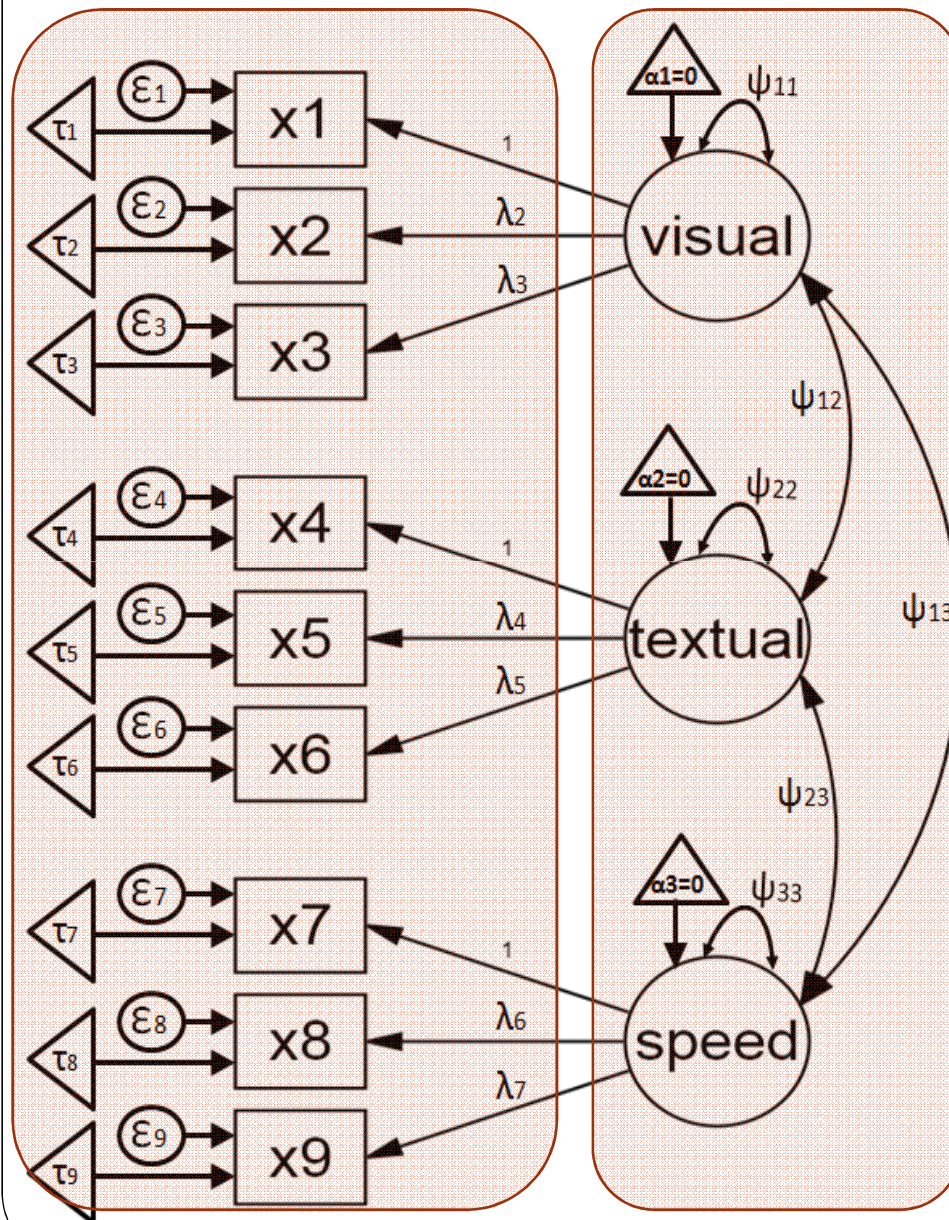 α1=0
ψ11
ε1
τ1
x1
1
ε2
τ2
x2
λ2
visual
ε3
τ3
x3
λ3
ψ12
α2=0
ψ22
ε4
τ4
x4
1
ε5
τ5
x5
λ4
textual
ψ13
ε6
τ6
x6
λ5
ψ23
α3=0
ψ33
ε7
τ7
x7
1
ε8
τ8
x8
λ6
speed
ε9
τ9
x9
λ7